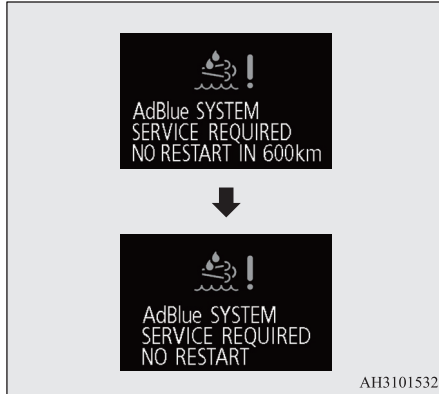 AdBlue SYSTEM
SERVICE REQUIRED
NO RESTART IN 600km
AdBlue SYSTEM
SERVICE REQUIRED
NO RESTART
AH3101532